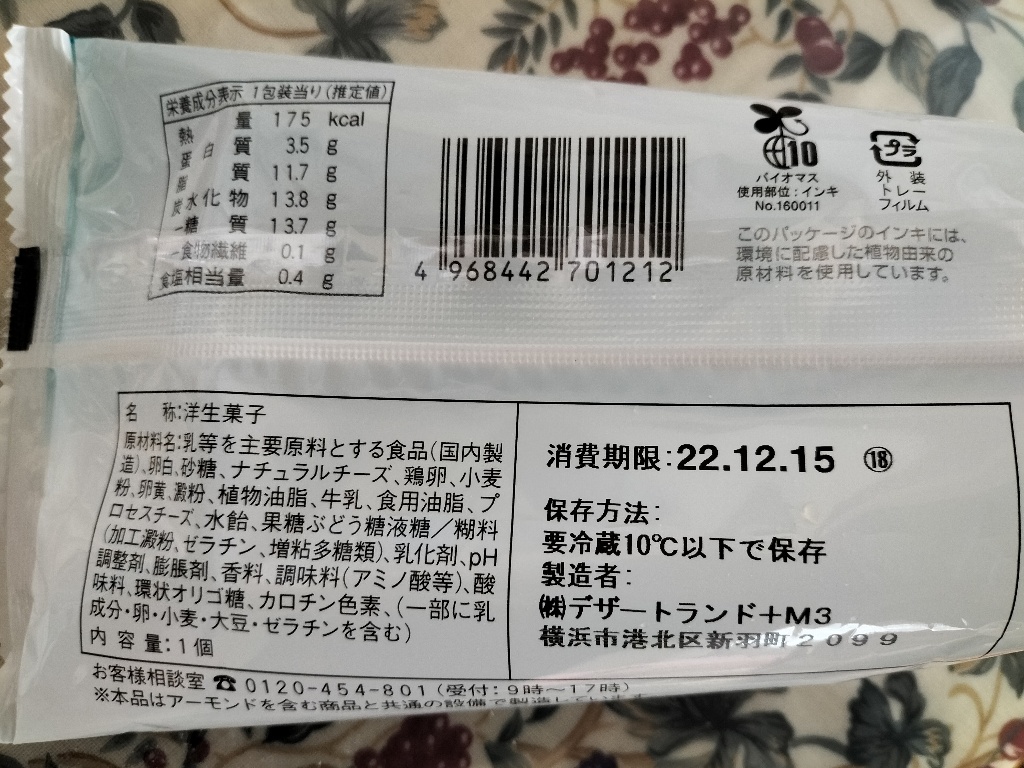 栄養成分表示 1包装当り(推定値)
熱量 175 kcal
蛋白質 3.5 g
脂質 11.7 g
炭水化物 13.8 g
－糖質 13.7 g
－食物繊維 0.1 g
食塩相当量 0.4 g
4 968442 701212
10
バイオマス
使用部位：インキ
No.160011
プラ
外装
トレー
フィルム
このパッケージのインキには、
環境に配慮した植物由来の
原材料を使用しています。
名称：洋生菓子
原材料名：乳等を主要原料とする食品（国内製
造）、卵白、砂糖、ナチュラルチーズ、鶏卵、小麦
粉、卵黄、澱粉、植物油脂、牛乳、食用油脂、プ
ロセスチーズ、水飴、果糖ぶどう糖液糖／糊料
（加工澱粉、ゼラチン、増粘多糖類）、乳化剤、pH
調整剤、膨脹剤、香料、調味料（アミノ酸等）、酸
味料、環状オリゴ糖、カロチン色素、（一部に乳
成分・卵・小麦・大豆・ゼラチンを含む）
内容量：1個
消費期限：22.12.15 ⑱
保存方法：
要冷蔵10℃以下で保存
製造者：
㈱デザートランド＋M3
横浜市港北区新羽町2099
お客様相談室 ☎ 0120-454-801（受付：9時～17時）
※本品はアーモンドを含む商品と共通の設備で製造して